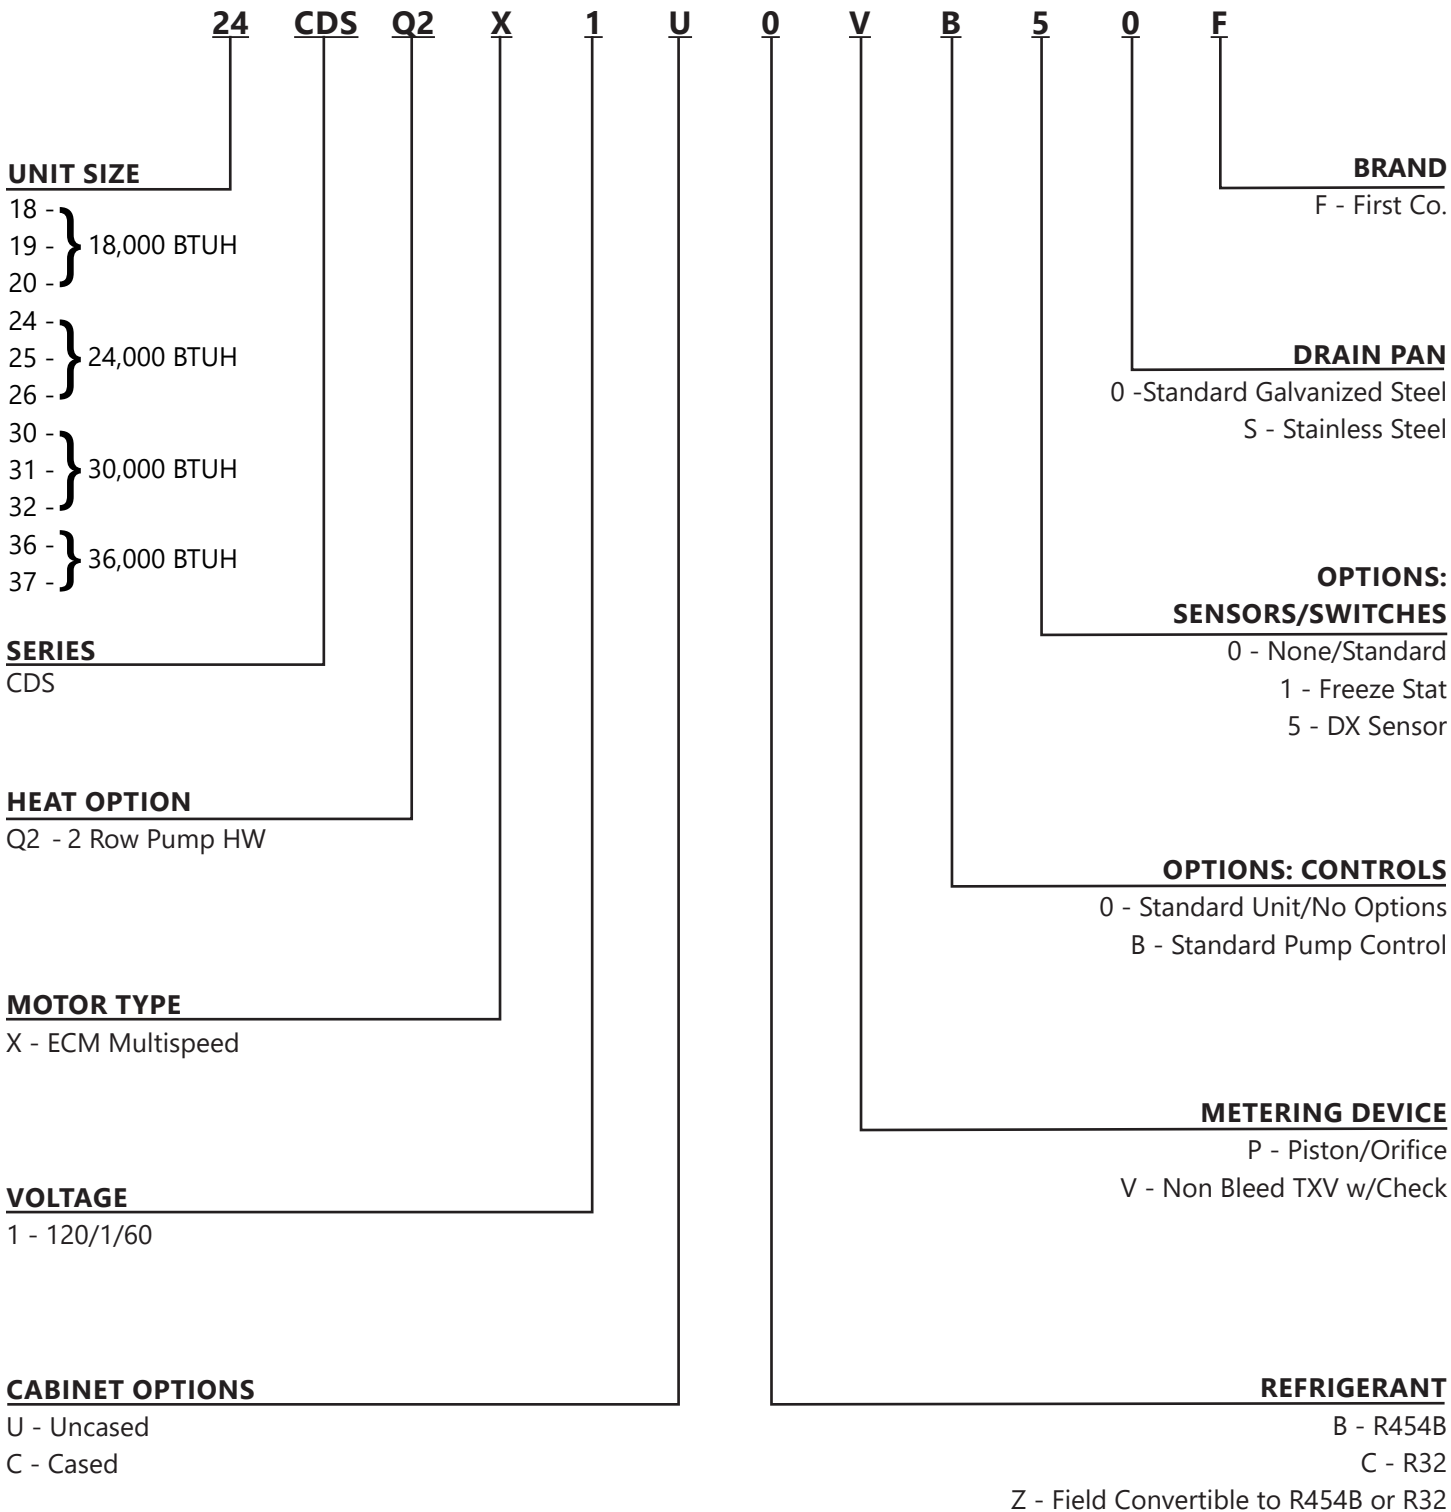 24 CDS Q2 X 1 U 0 V B 5 0 F
UNIT SIZE
18 -
19 -
20 -
18,000 BTUH
24 -
25 -
26 -
24,000 BTUH
30 -
31 -
32 -
30,000 BTUH
36 -
37 -
36,000 BTUH
SERIES
CDS
HEAT OPTION
Q2 - 2 Row Pump HW
MOTOR TYPE
X - ECM Multispeed
VOLTAGE
1 - 120/1/60
CABINET OPTIONS
U - Uncased
C - Cased
BRAND
F - First Co.
DRAIN PAN
0 -Standard Galvanized Steel
S - Stainless Steel
OPTIONS:
SENSORS/SWITCHES
0 - None/Standard
1 - Freeze Stat
5 - DX Sensor
OPTIONS: CONTROLS
0 - Standard Unit/No Options
B - Standard Pump Control
METERING DEVICE
P - Piston/Orifice
V - Non Bleed TXV w/Check
REFRIGERANT
B - R454B
C - R32
Z - Field Convertible to R454B or R32